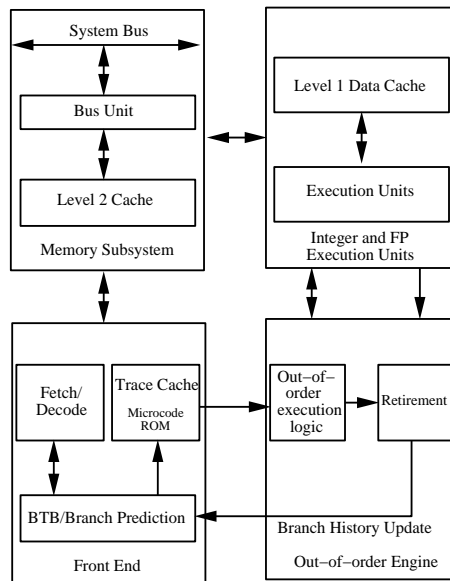 System Bus
Bus Unit
Level 2 Cache
Memory Subsystem
Level 1 Data Cache
Execution Units
Integer and FP
Execution Units
Fetch/
Decode
Trace Cache
Microcode
ROM
BTB/Branch Prediction
Front End
Out−of−
order
execution
logic
Retirement
Branch History Update
Out−of−order Engine